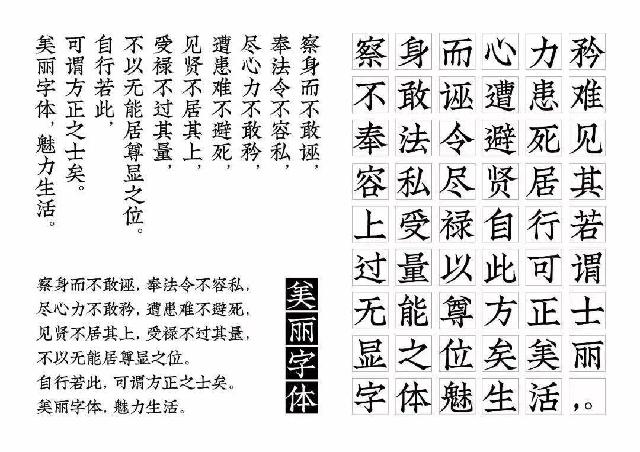 察身而不敢诬，
奉法令不容私，
尽心力不敢矜，
遭患难不避死，
见贤不居其上，
受禄不过其量，
不以无能居尊显之位。
自行若此，
可谓方正之士矣。
美丽字体，魅力生活。
察身而不敢诬，奉法令不容私，
尽心力不敢矜，遭患难不避死，
见贤不居其上，受禄不过其量，
不以无能居尊显之位。
自行若此，可谓方正之士矣。
美丽字体，魅力生活。
美丽字体
察身而心力矜
不敢诬遭患难
奉法令避死见
容私尽贤居其
上受禄自行若
过量以此可谓
无能尊方正士
显之位矣美丽
字体魅生活，。